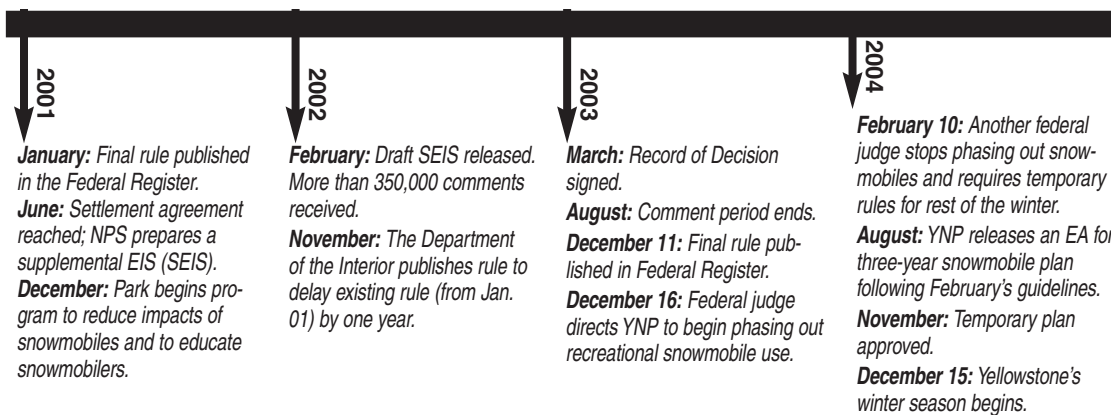 2001
January: Final rule published
in the Federal Register.
June: Settlement agreement
reached; NPS prepares a
supplemental EIS (SEIS).
December: Park begins pro-
gram to reduce impacts of
snowmobiles and to educate
snowmobilers.
2002
February: Draft SEIS released.
More than 350,000 comments
received.
November: The Department
of the Interior publishes rule to
delay existing rule (from Jan.
01) by one year.
2003
March: Record of Decision
signed.
August: Comment period ends.
December 11: Final rule pub-
lished in Federal Register.
December 16: Federal judge
directs YNP to begin phasing out
recreational snowmobile use.
2004
February 10: Another federal
judge stops phasing out snow-
mobiles and requires temporary
rules for rest of the winter.
August: YNP releases an EA for
three-year snowmobile plan
following February's guidelines.
November: Temporary plan
approved.
December 15: Yellowstone's
winter season begins.